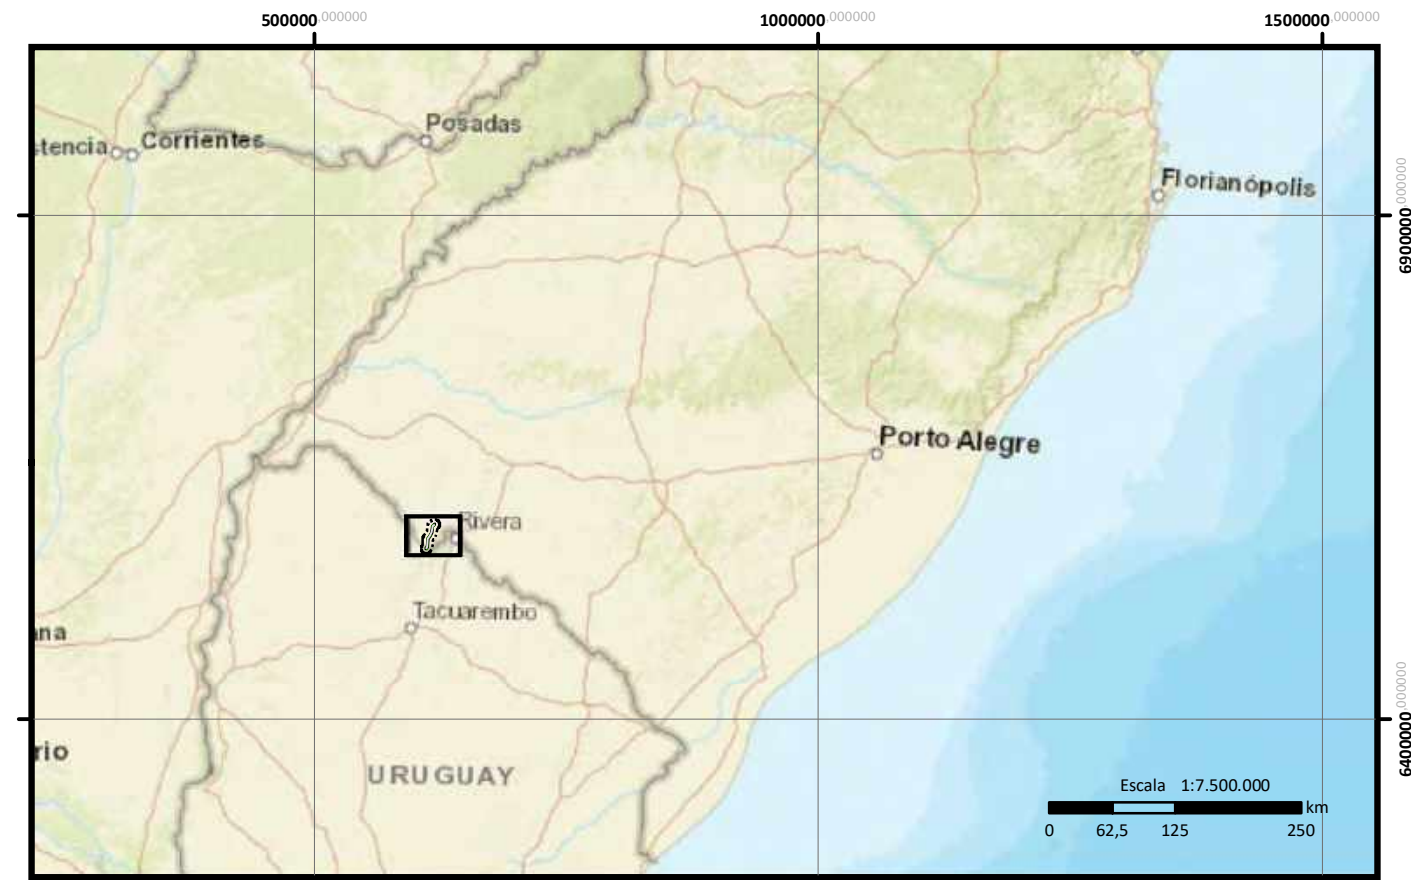 500000,000000 1000000,000000 1500000,000000
Posadas
stencia Corrientes
Florianópolis
6900000,000000
Porto Alegre
Rivera
Tacuarembo
ana
6400000,000000
rio
URUGUAY
Escala 1:7.500.000
km
0 62,5 125 250